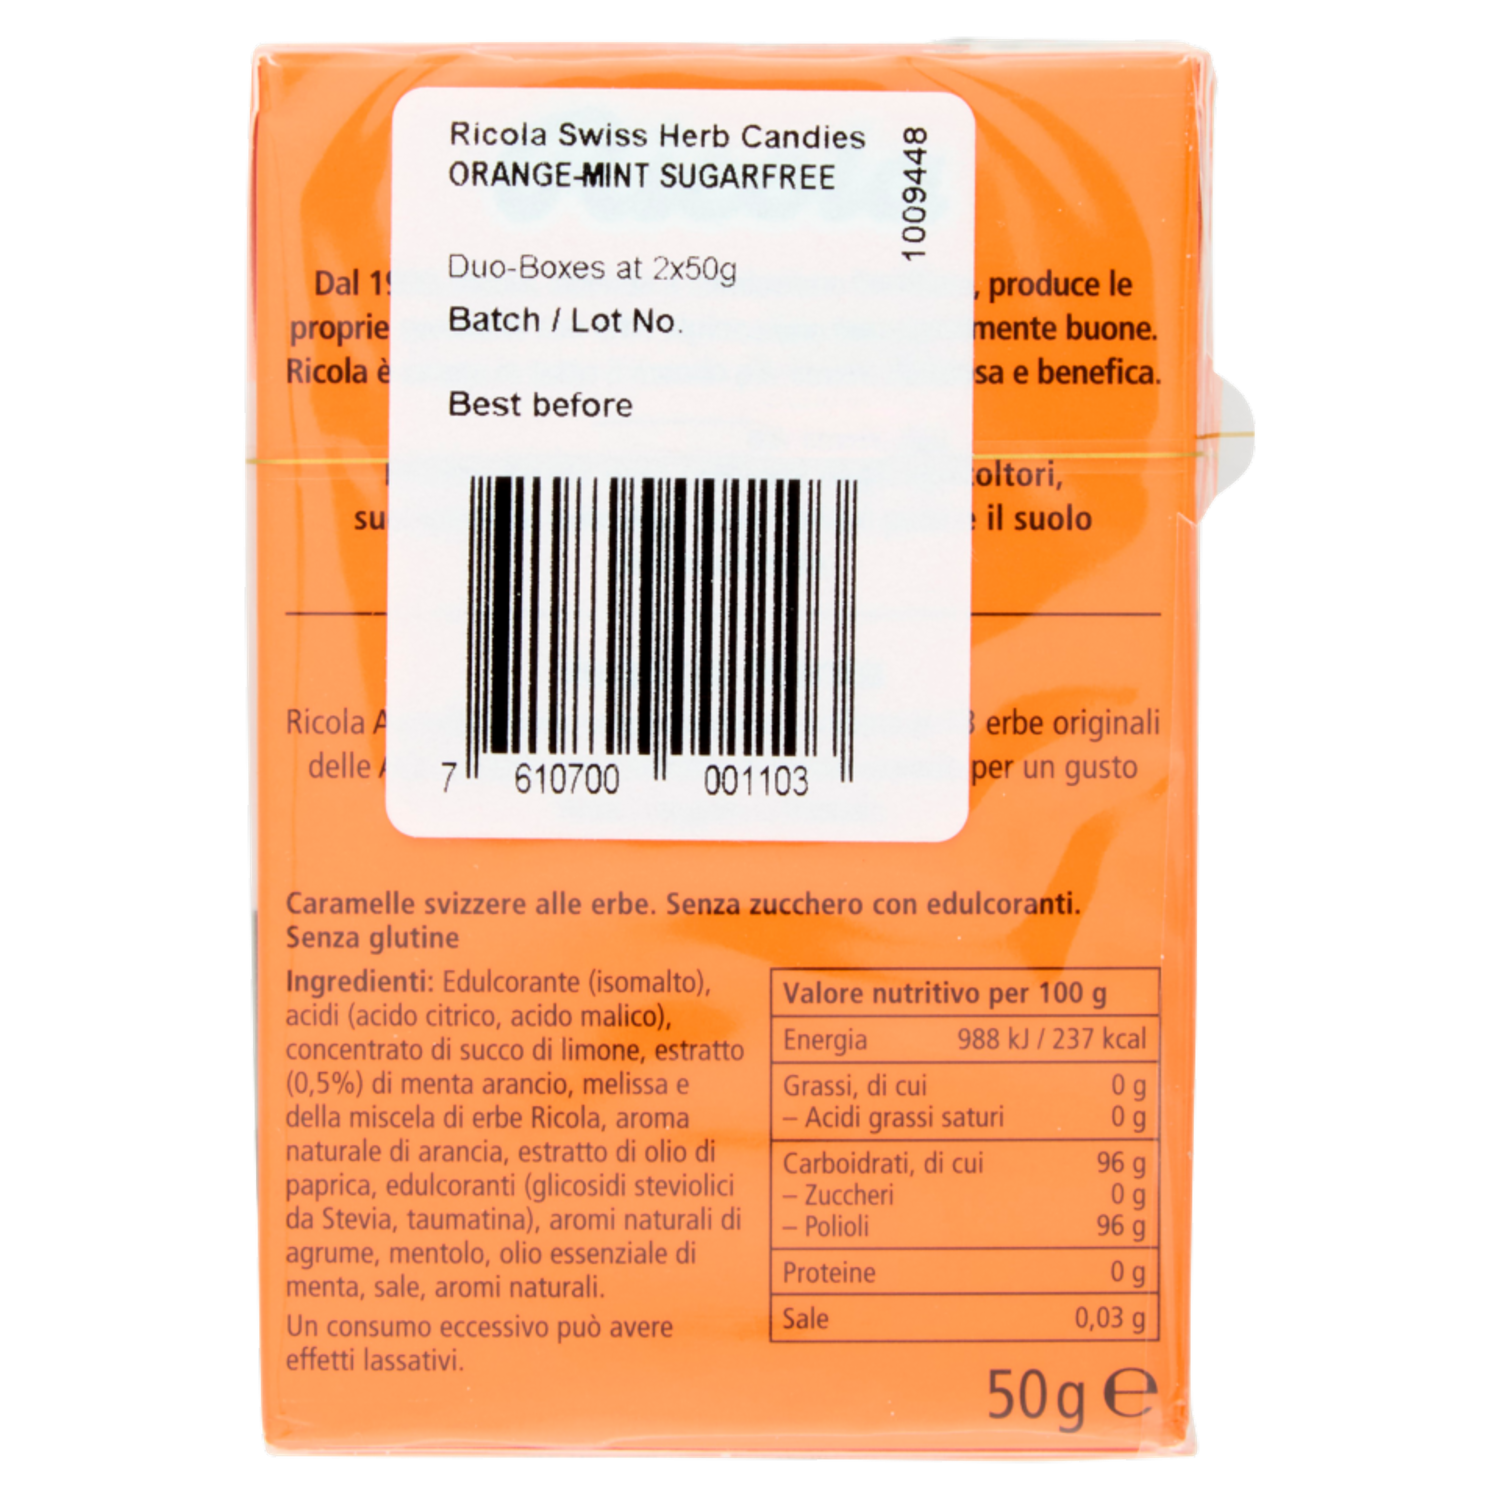 Ricola Swiss Herb Candies
ORANGE-MINT SUGARFREE
1009448
Duo-Boxes at 2x50g
Batch / Lot No.
Best before
7 610700 001103
Dal
, produce le
buone.
Ricola è
e benefica.
il suolo
Ricola
erbe originali
delle
per un gusto
Caramelle svizzere alle erbe. Senza zucchero con edulcoranti.
Senza glutine
Ingredienti: Edulcorante (isomalto),
acidi (acido citrico, acido malico),
concentrato di succo di limone, estratto
(0,5%) di menta arancio, melissa e
della miscela di erbe Ricola, aroma
naturale di arancia, estratto di olio di
paprica, edulcoranti (glicosidi steviolici
da Stevia, taumatina), aromi naturali di
agrume, mentolo, olio essenziale di
menta, sale, aromi naturali.
Un consumo eccessivo può avere
effetti lassativi.
Valore nutritivo per 100 g
Energia 988 kJ / 237 kcal
Grassi, di cui 0 g
– Acidi grassi saturi 0 g
Carboidrati, di cui 96 g
– Zuccheri 0 g
– Polioli 96 g
Proteine 0 g
Sale 0,03 g
50 g ℮